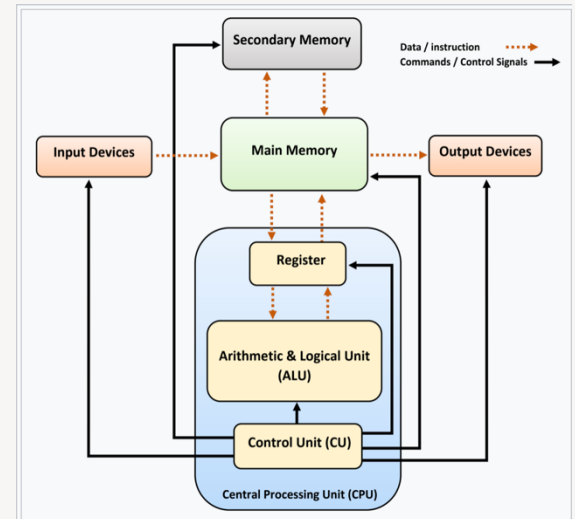 Secondary Memory
Data / instruction
Commands / Control Signals
Input Devices
Main Memory
Output Devices
Register
Arithmetic & Logical Unit
(ALU)
Control Unit (CU)
Central Processing Unit (CPU)